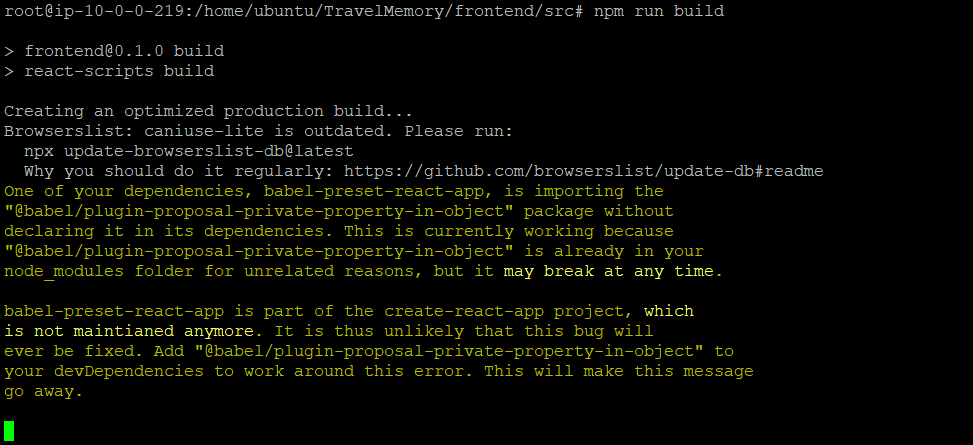 root@ip-10-0-0-219:/home/ubuntu/TravelMemory/frontend/src# npm run build
> frontend@0.1.0 build
> react-scripts build
Creating an optimized production build...
Browserslist: caniuse-lite is outdated. Please run:
  npx update-browserslist-db@latest
  Why you should do it regularly: https://github.com/browserslist/update-db#readme
One of your dependencies, babel-preset-react-app, is importing the
"@babel/plugin-proposal-private-property-in-object" package without
declaring it in its dependencies. This is currently working because
"@babel/plugin-proposal-private-property-in-object" is already in your
node_modules folder for unrelated reasons, but it may break at any time.
babel-preset-react-app is part of the create-react-app project, which
is not maintianed anymore. It is thus unlikely that this bug will
ever be fixed. Add "@babel/plugin-proposal-private-property-in-object" to
your devDependencies to work around this error. This will make this message
go away.